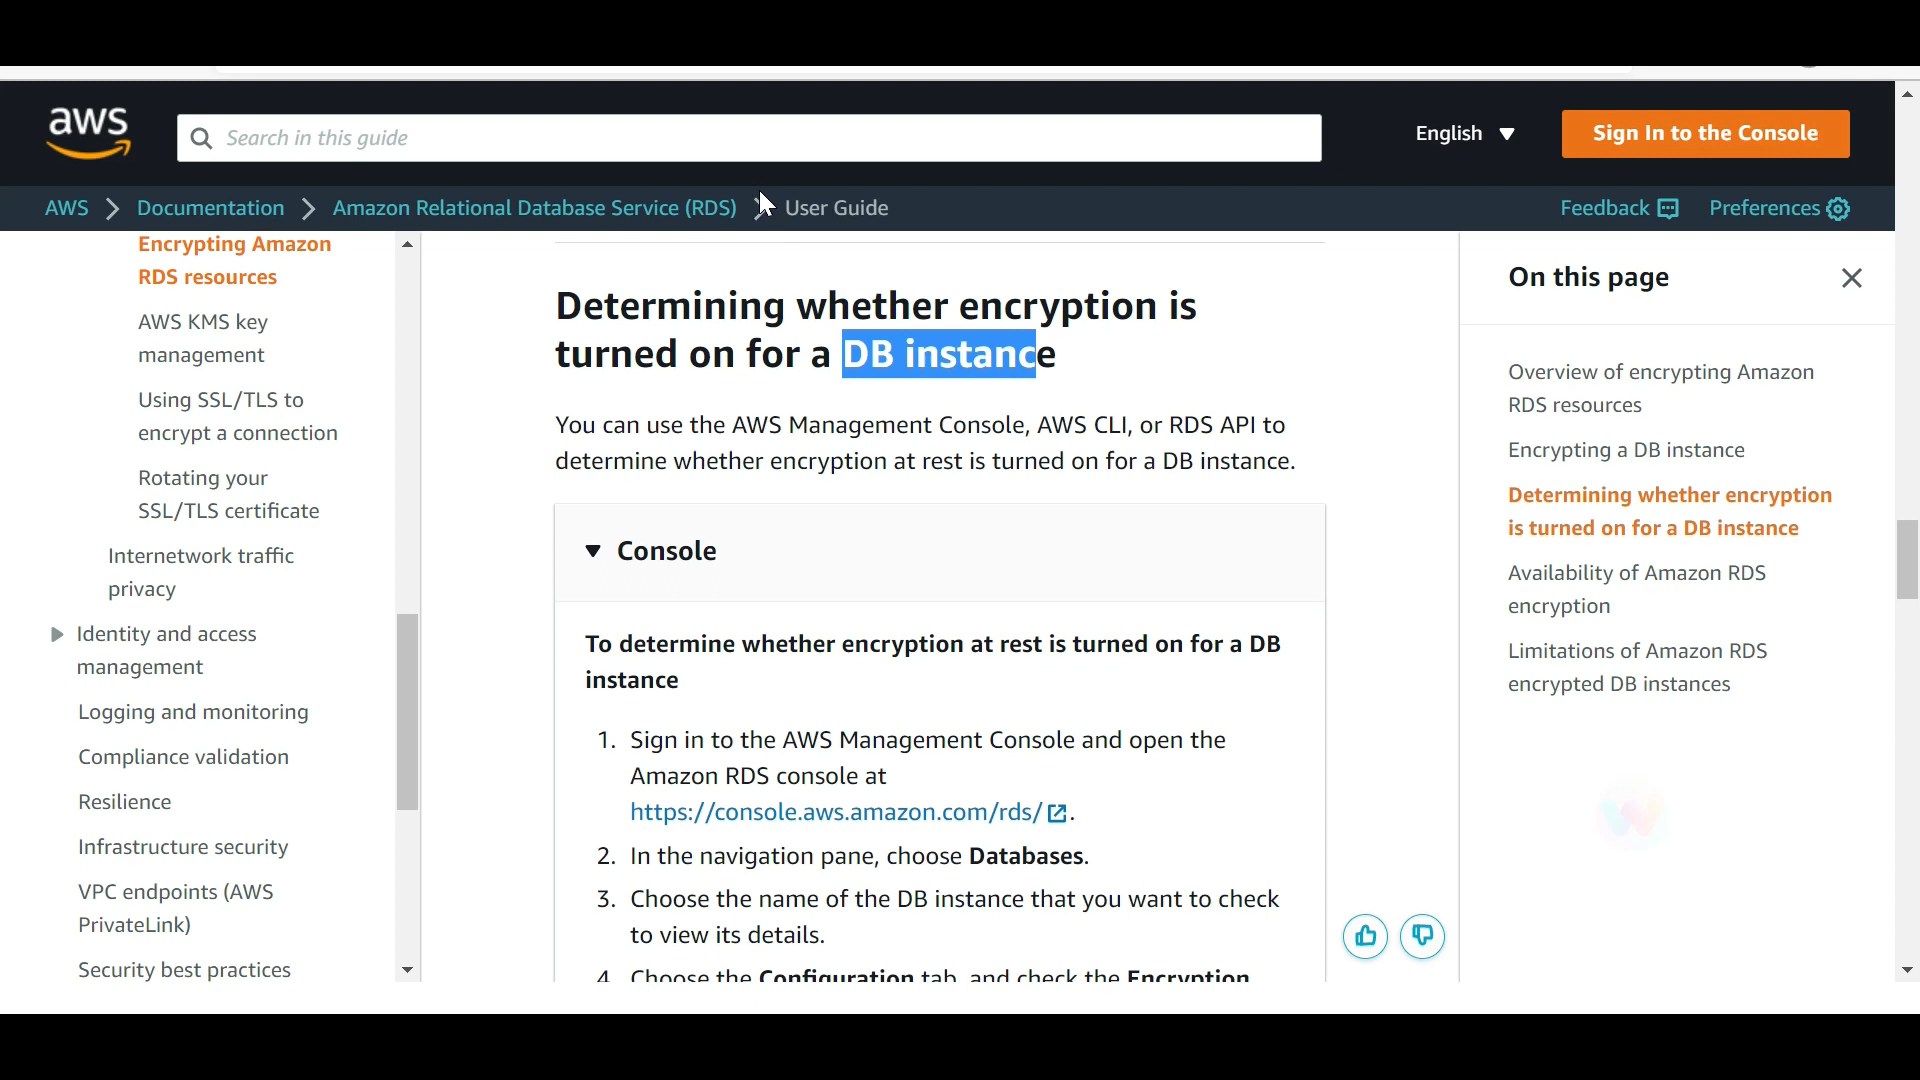 aws
Search in this guide
English
Sign In to the Console
AWS
Documentation
Amazon Relational Database Service (RDS)
User Guide
Feedback
Preferences
Encrypting Amazon
RDS resources
AWS KMS key
management
Using SSL/TLS to
encrypt a connection
Rotating your
SSL/TLS certificate
Internetwork traffic
privacy
Identity and access
management
Logging and monitoring
Compliance validation
Resilience
Infrastructure security
VPC endpoints (AWS
PrivateLink)
Security best practices
Determining whether encryption is
turned on for a DB instance
You can use the AWS Management Console, AWS CLI, or RDS API to
determine whether encryption at rest is turned on for a DB instance.
Console
To determine whether encryption at rest is turned on for a DB
instance
1. Sign in to the AWS Management Console and open the
Amazon RDS console at
https://console.aws.amazon.com/rds/ .
2. In the navigation pane, choose Databases.
3. Choose the name of the DB instance that you want to check
to view its details.
4. Choose the Configuration tab, and check the Encryption
On this page
Overview of encrypting Amazon
RDS resources
Encrypting a DB instance
Determining whether encryption
is turned on for a DB instance
Availability of Amazon RDS
encryption
Limitations of Amazon RDS
encrypted DB instances